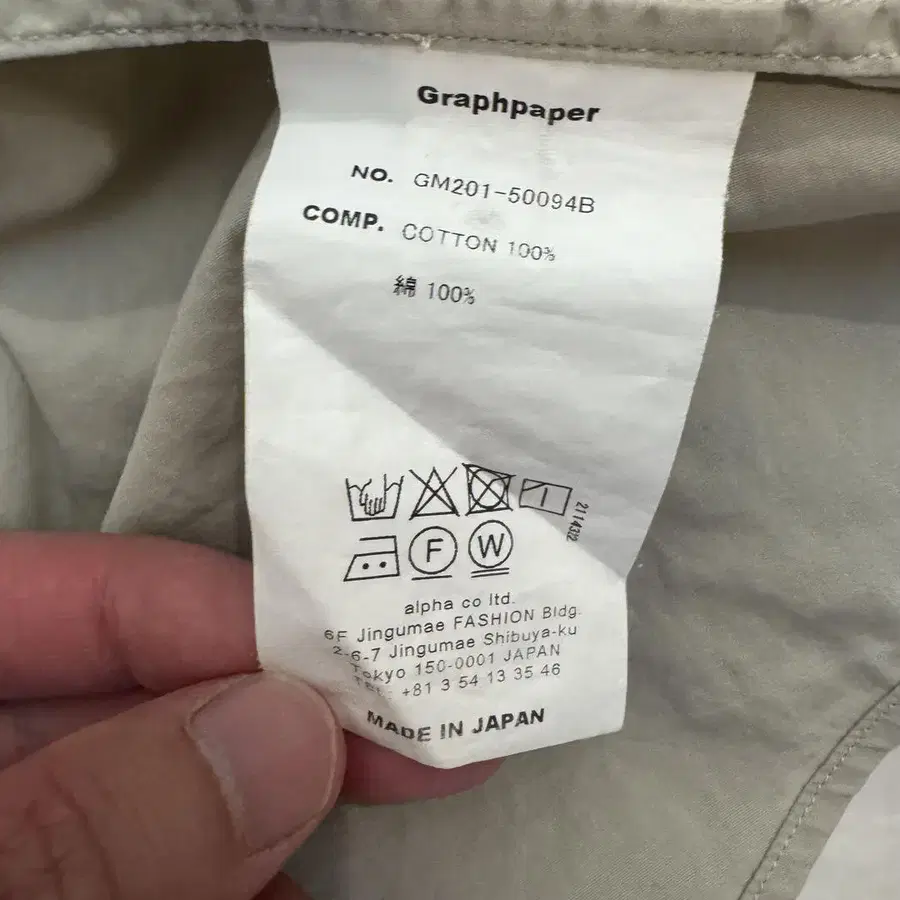 Graphpaper
NO. GM201-50094B
COMP. COTTON 100%
綿 100%
2114312
F W
alpha co ltd.
6F Jingumae FASHION Bldg.
2-6-7 Jingumae Shibuya-ku
Tokyo 150-0001 JAPAN
TEL: +81 3 54 13 35 46
MADE IN JAPAN